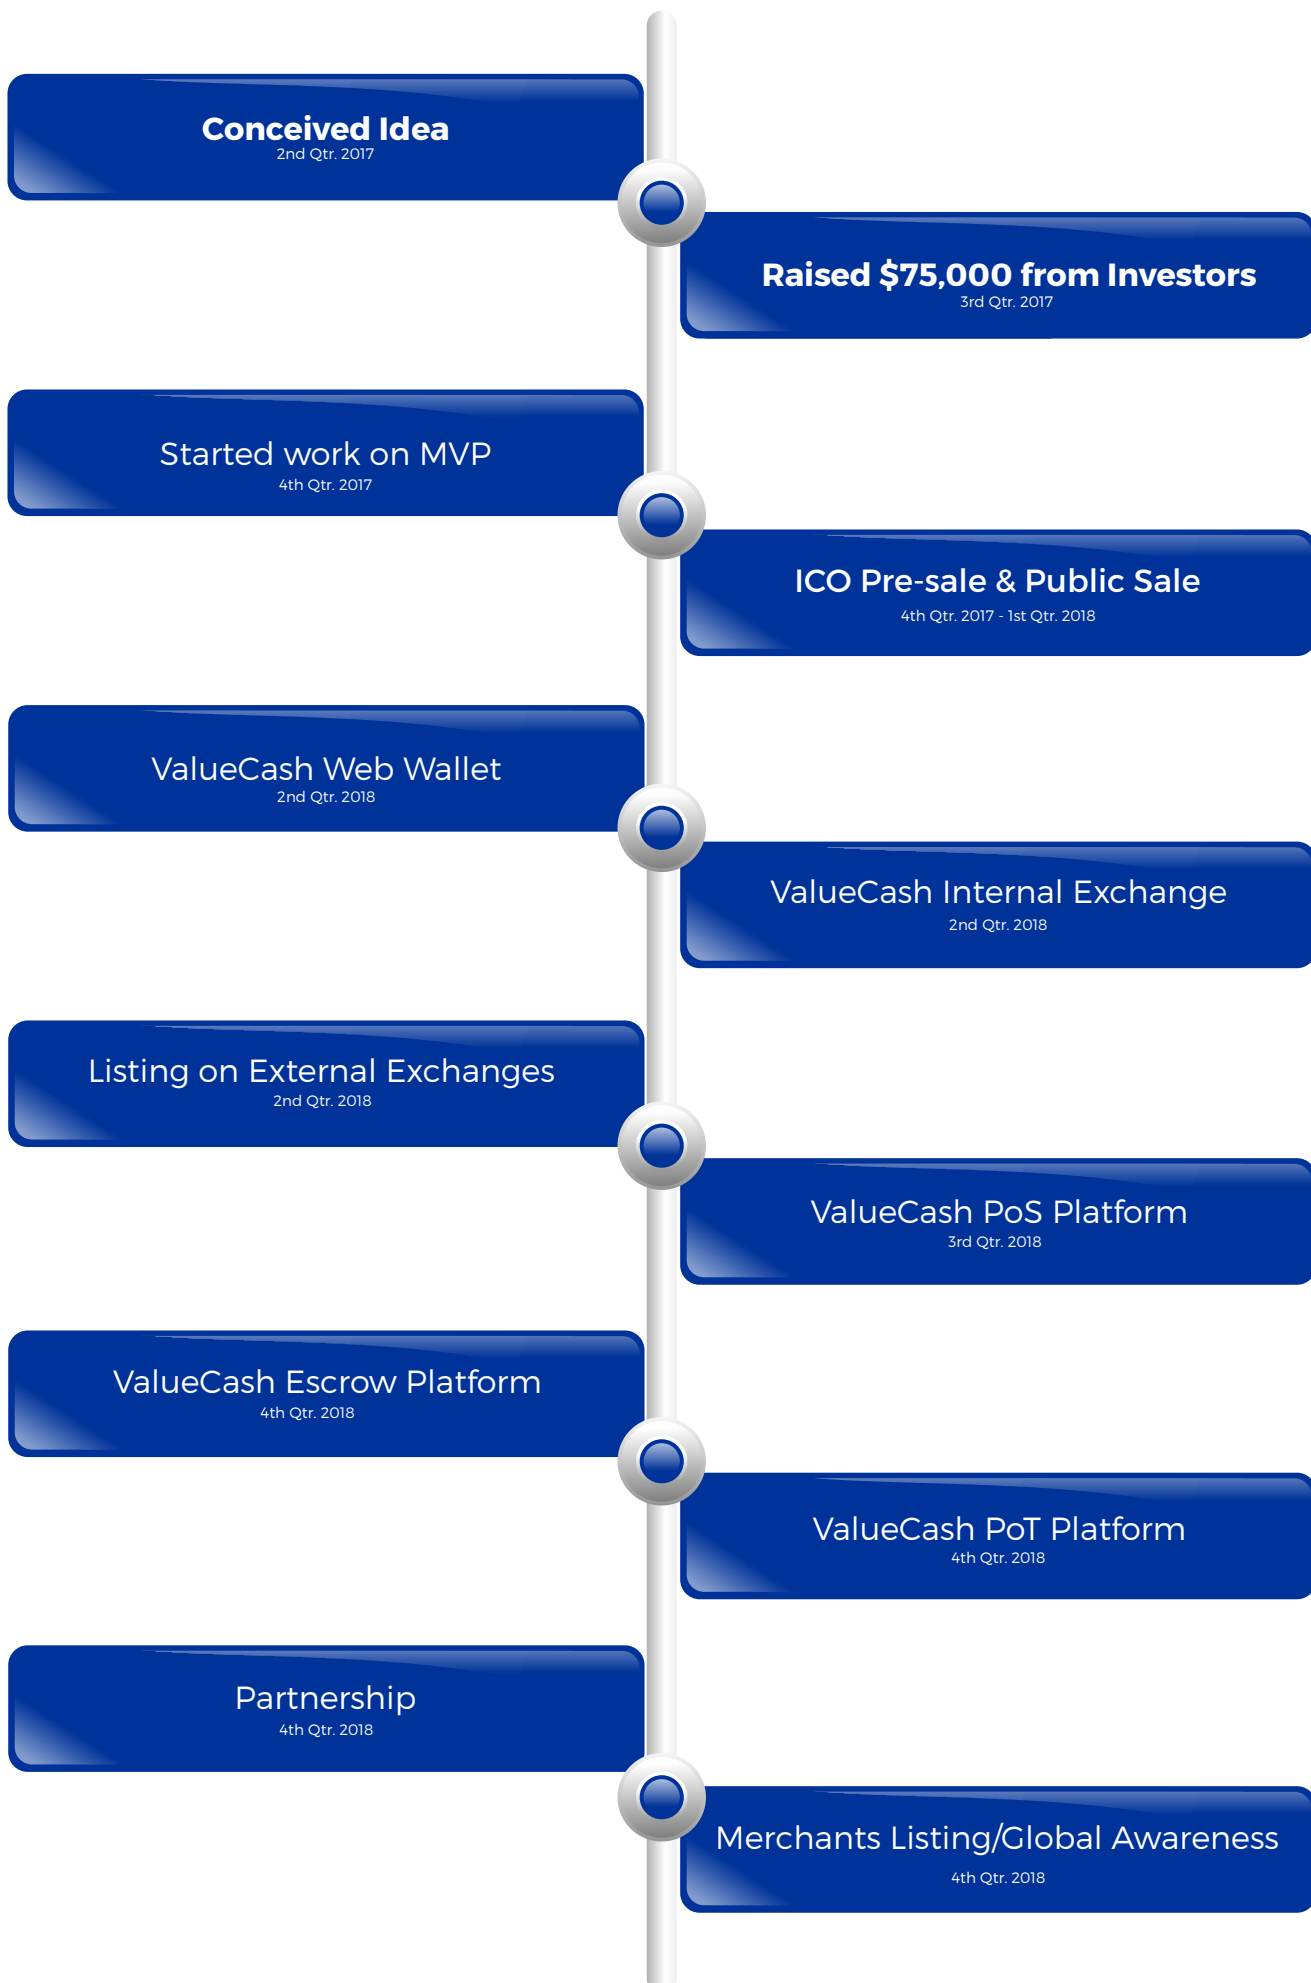 Conceived Idea
2nd Qtr. 2017
Raised $75,000 from Investors
3rd Qtr. 2017
Started work on MVP
4th Qtr. 2017
ICO Pre-sale & Public Sale
4th Qtr. 2017 - 1st Qtr. 2018
ValueCash Web Wallet
2nd Qtr. 2018
ValueCash Internal Exchange
2nd Qtr. 2018
Listing on External Exchanges
2nd Qtr. 2018
ValueCash PoS Platform
3rd Qtr. 2018
ValueCash Escrow Platform
4th Qtr. 2018
ValueCash PoT Platform
4th Qtr. 2018
Partnership
4th Qtr. 2018
Merchants Listing/Global Awareness
4th Qtr. 2018